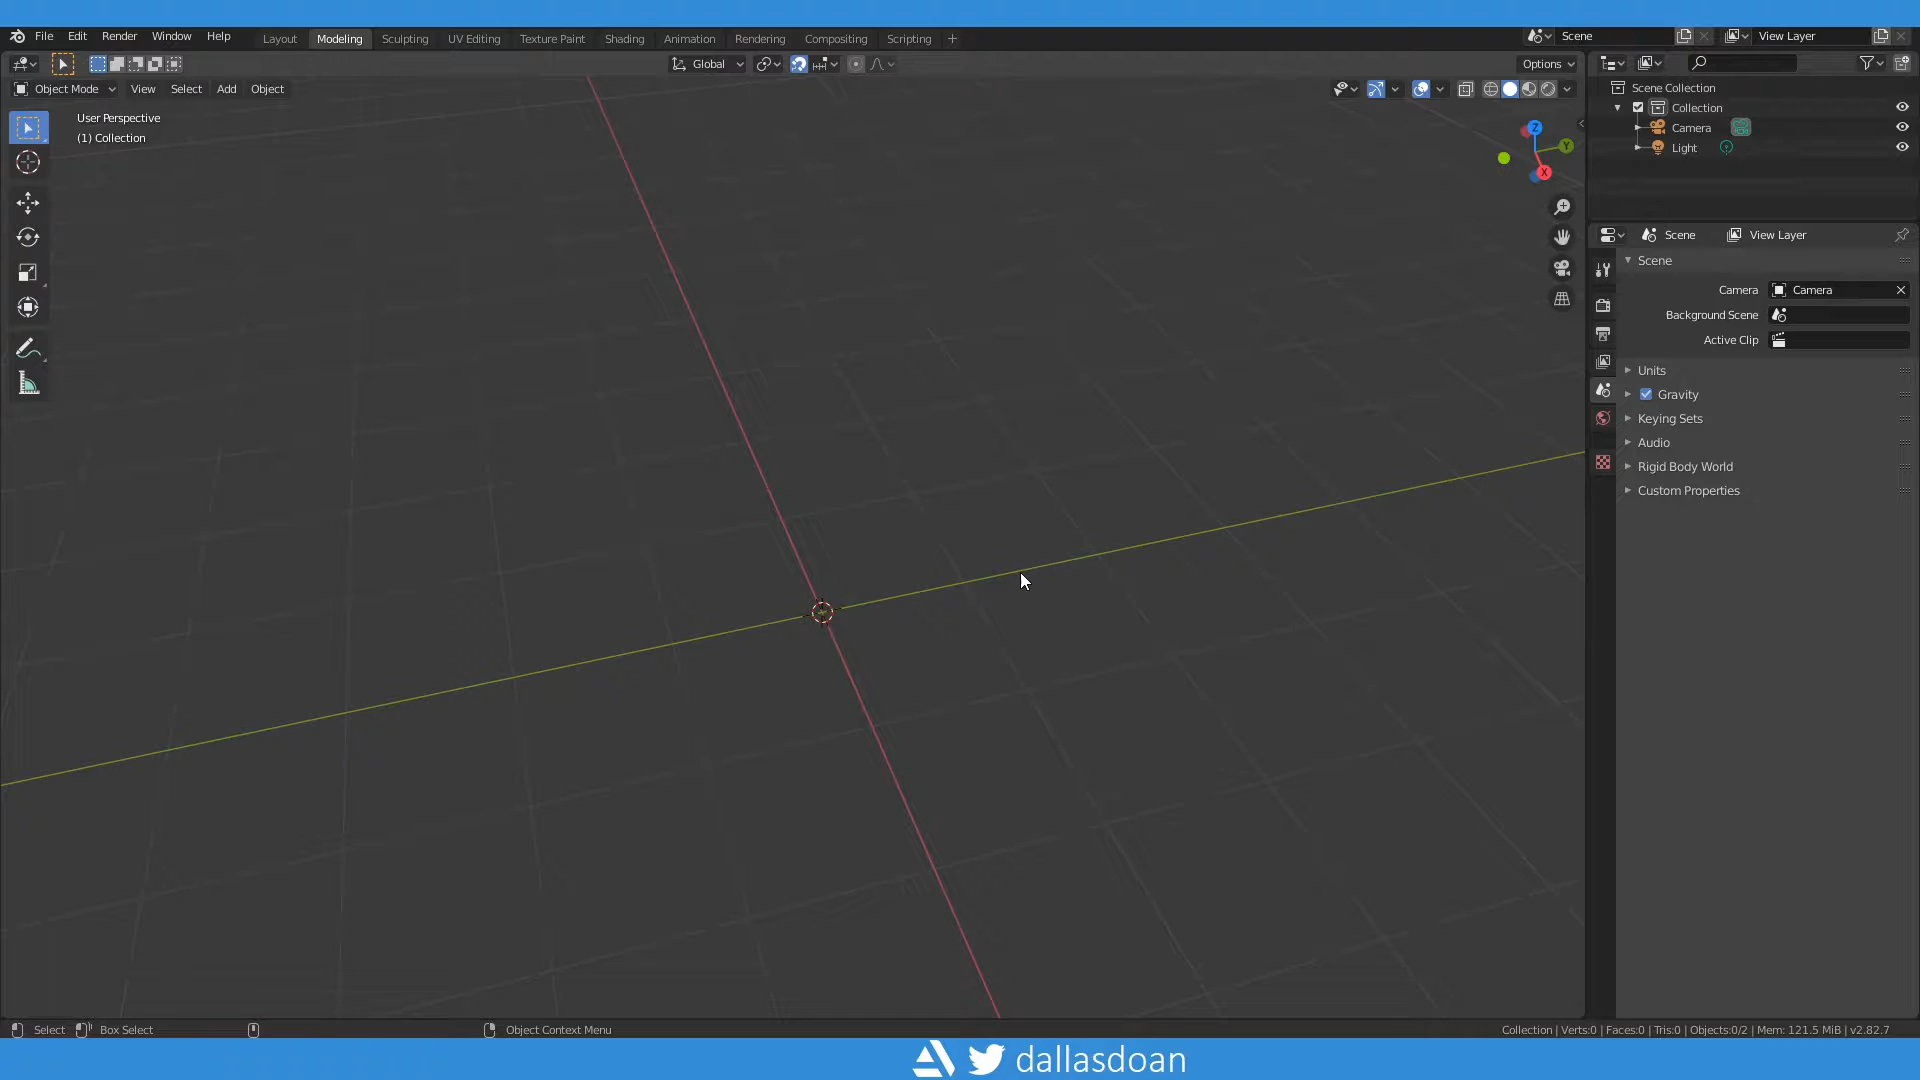 File Edit Render Window Help Layout Modeling Sculpting UV Editing Texture Paint Shading Animation Rendering Compositing Scripting + Scene View Layer
Global Options
Object Mode View Select Add Object
User Perspective
(1) Collection
Z
Y
X
Scene Collection
Collection
Camera
Light
Scene View Layer
Scene
Camera Camera
Background Scene
Active Clip
Units
Gravity
Keying Sets
Audio
Rigid Body World
Custom Properties
Select Box Select Object Context Menu Collection | Verts:0 | Faces:0 | Tris:0 | Objects:0/2 | Mem: 121.5 MiB | v2.82.7
dallasdoan